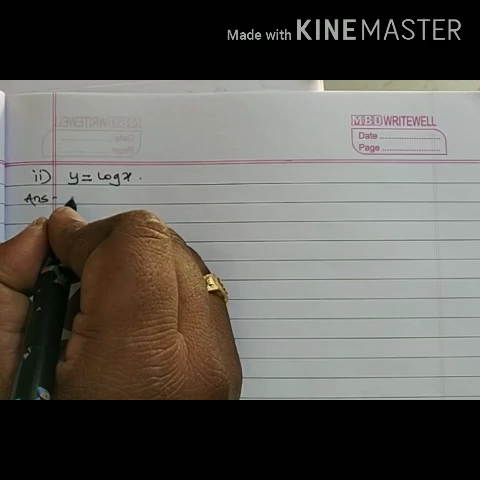 Made with KINEMASTER
MBD WRITEWELL
Date ....................
Page ....................
ii) y = log x.
Ans -